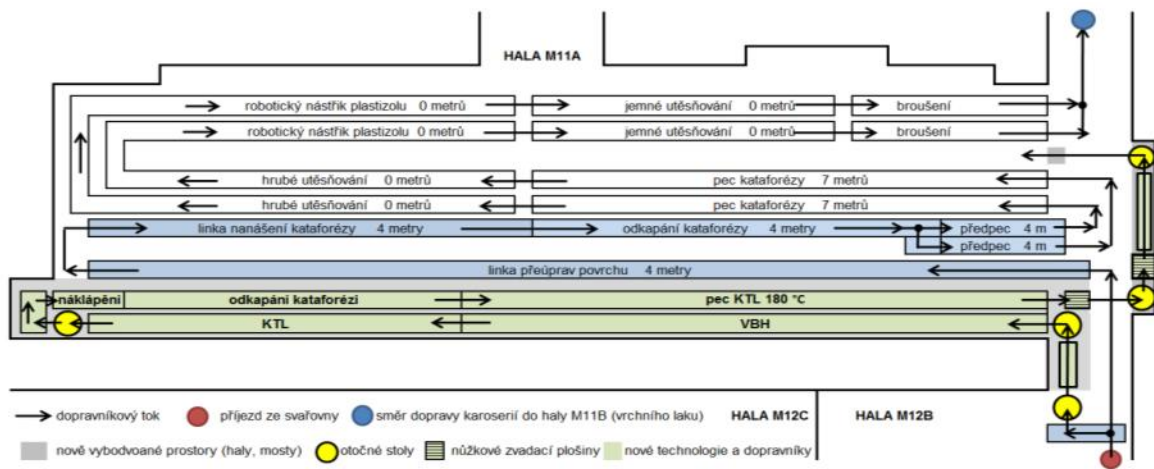 HALA M11A
robotický nástřik plastizolu 0 metrů jemné utěsňování 0 metrů broušení
robotický nástřik plastizolu 0 metrů jemné utěsňování 0 metrů broušení
hrubé utěsňování 0 metrů pec kataforézy 7 metrů
hrubé utěsňování 0 metrů pec kataforézy 7 metrů
linka nanášení kataforézy 4 metry odkapání kataforézy 4 metry předpec 4 m
předpec 4 m
linka přeúprav povrchu 4 metry
náklápění odkapání kataforézi pec KTL 180 °C
KTL VBH
dopravníkový tok příjezd ze svařovny směr dopravy karoserií do haly M11B (vrchního laku) HALA M12C HALA M12B
nově vybodvoané prostory (haly, mosty) otočné stoly nůžkové zvadací plošiny nové technologie a dopravníky